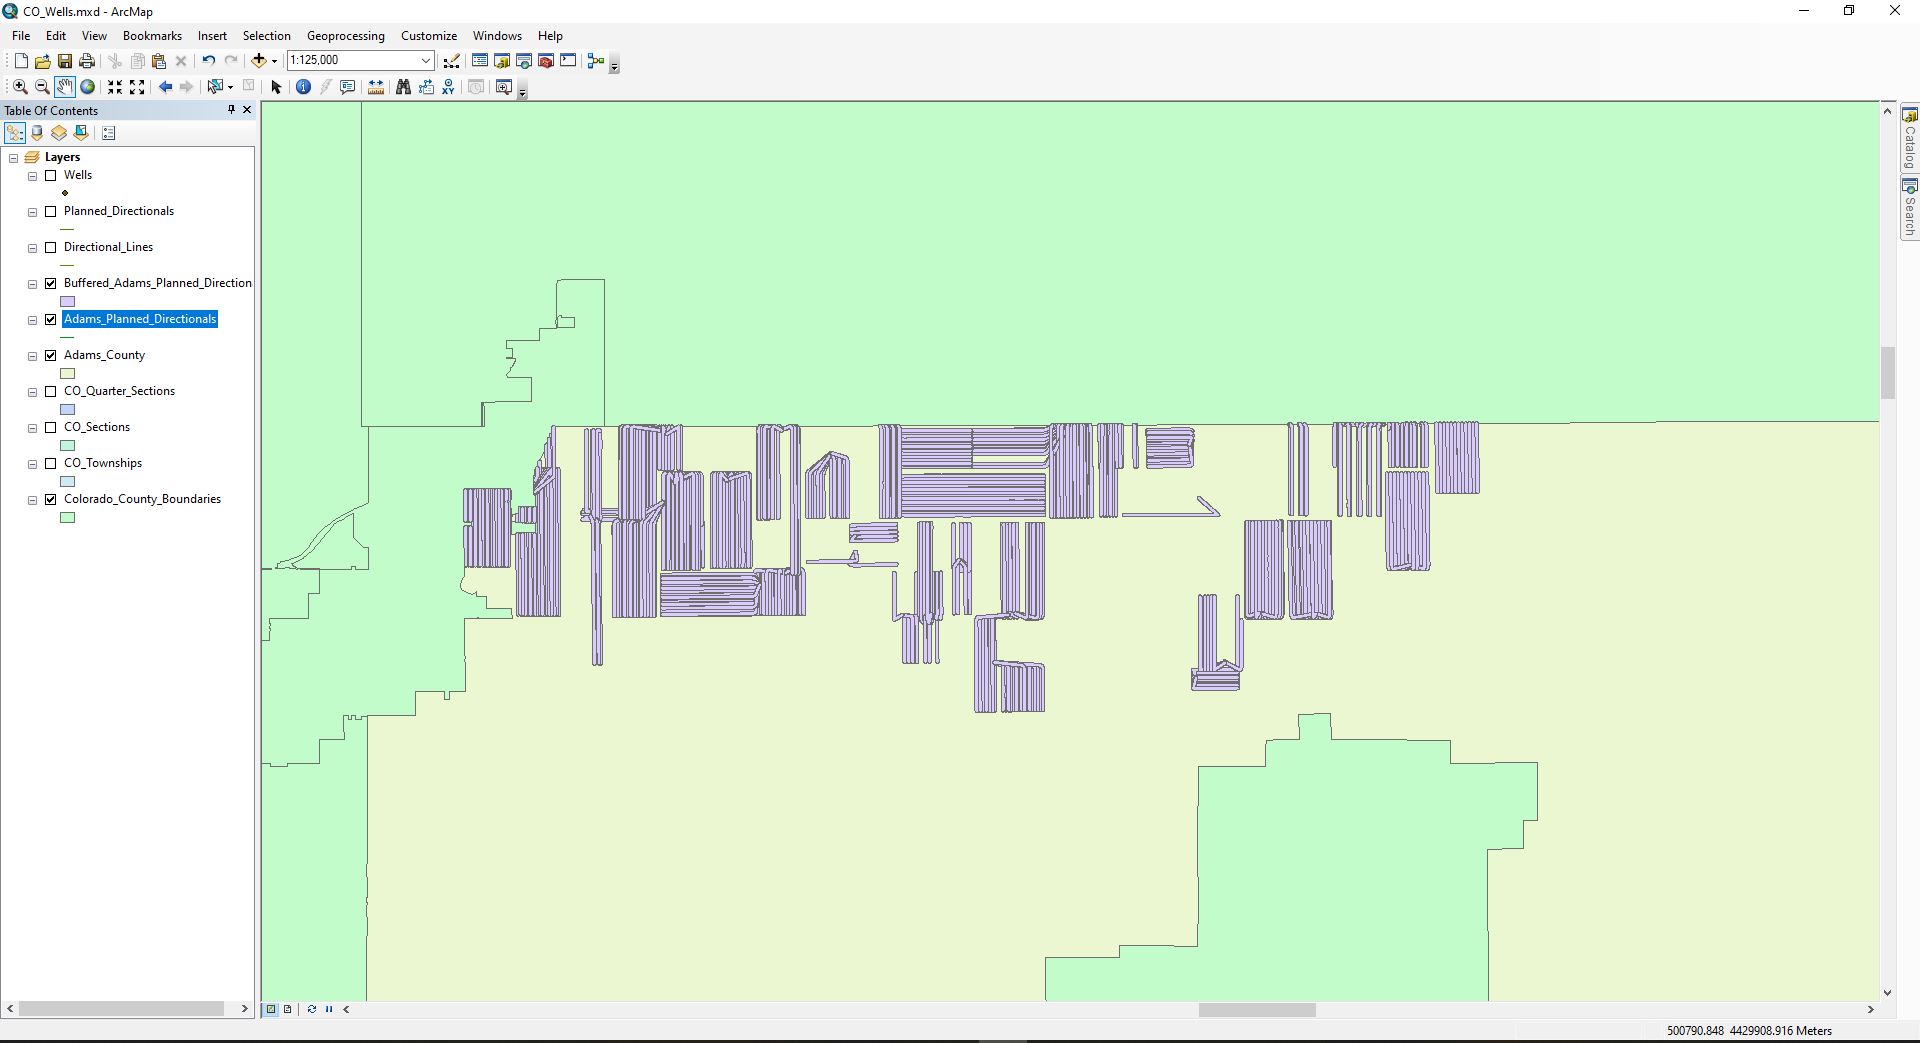 CO_Wells.mxd - ArcMap
File Edit View Bookmarks Insert Selection Geoprocessing Customize Windows Help
1:125,000
XY
Table Of Contents
Layers
Wells
Planned_Directionals
Directional_Lines
Buffered_Adams_Planned_Direction
Adams_Planned_Directionals
Adams_County
CO_Quarter_Sections
CO_Sections
CO_Townships
Colorado_County_Boundaries
Catalog
Search
500790.848 4429908.916 Meters